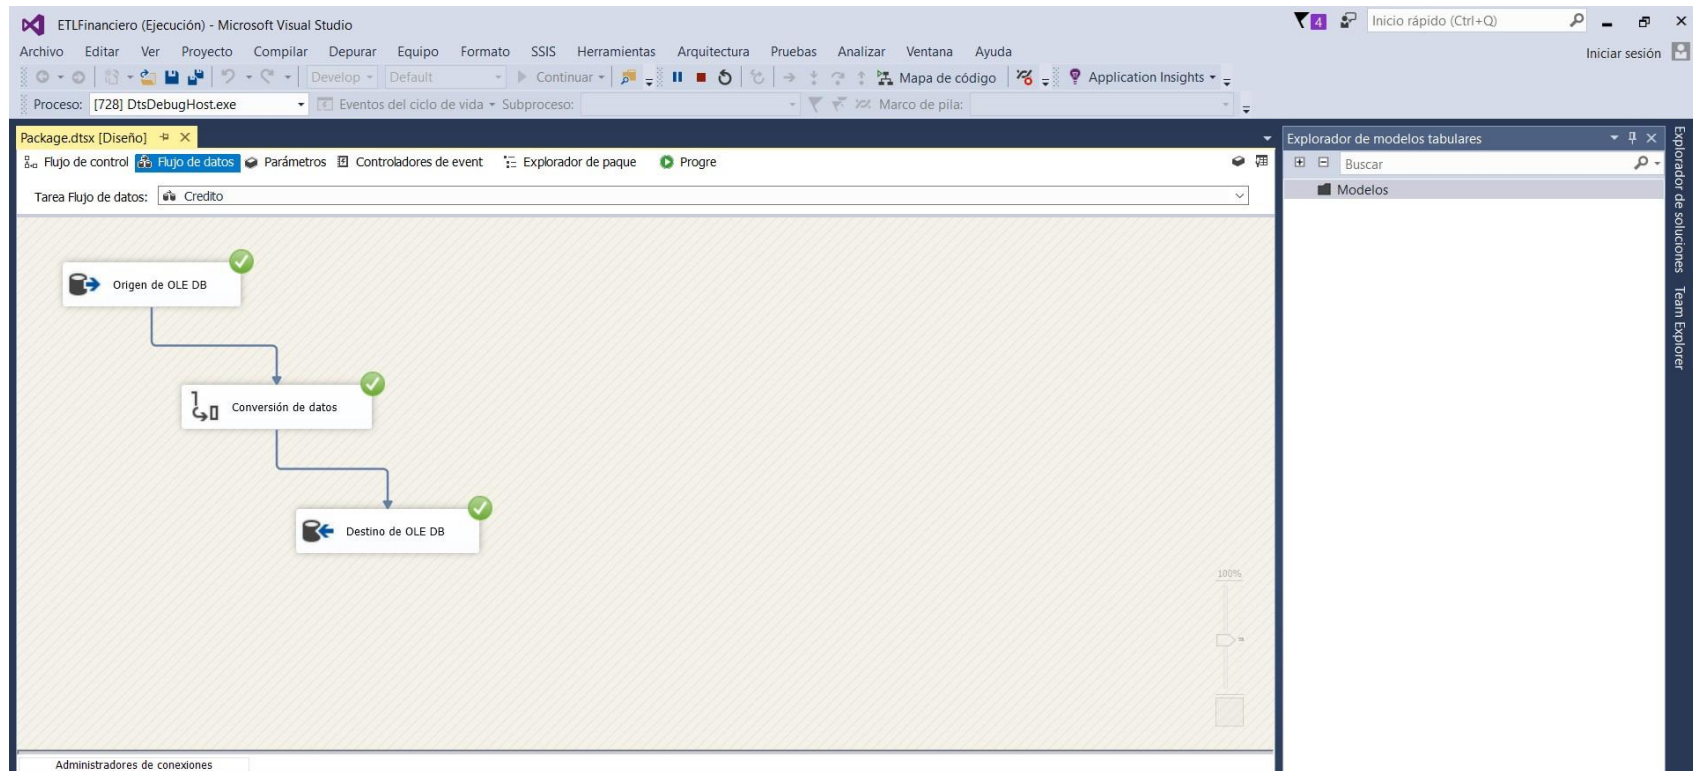 ETLFinanciero (Ejecución) - Microsoft Visual Studio
4
Inicio rápido (Ctrl+Q)
Archivo Editar Ver Proyecto Compilar Depurar Equipo Formato SSIS Herramientas Arquitectura Pruebas Analizar Ventana Ayuda
Iniciar sesión
Develop Default Continuar Mapa de código Application Insights
Proceso: [728] DtsDebugHost.exe Eventos del ciclo de vida Subproceso: Marco de pila:
Package.dtsx [Diseño]
Flujo de control Flujo de datos Parámetros Controladores de event Explorador de paque Progre
Tarea Flujo de datos: Credito
Origen de OLE DB
Conversión de datos
Destino de OLE DB
100%
Administradores de conexiones
Explorador de modelos tabulares
Buscar
Modelos
Explorador de soluciones
Team Explorer